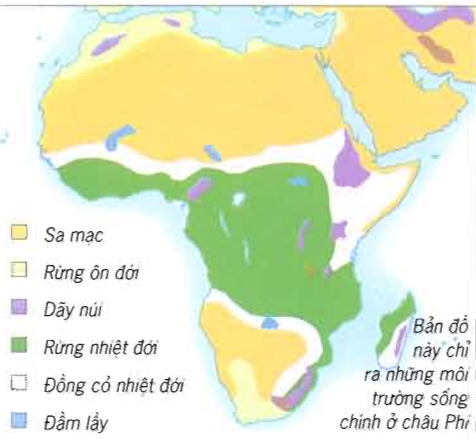 Sa mạc
Rừng ôn đới
Dãy núi
Rừng nhiệt đới
Đồng cỏ nhiệt đới
Đầm lầy
Bản đồ
này chỉ
ra những môi
trường sống
chính ở châu Phi